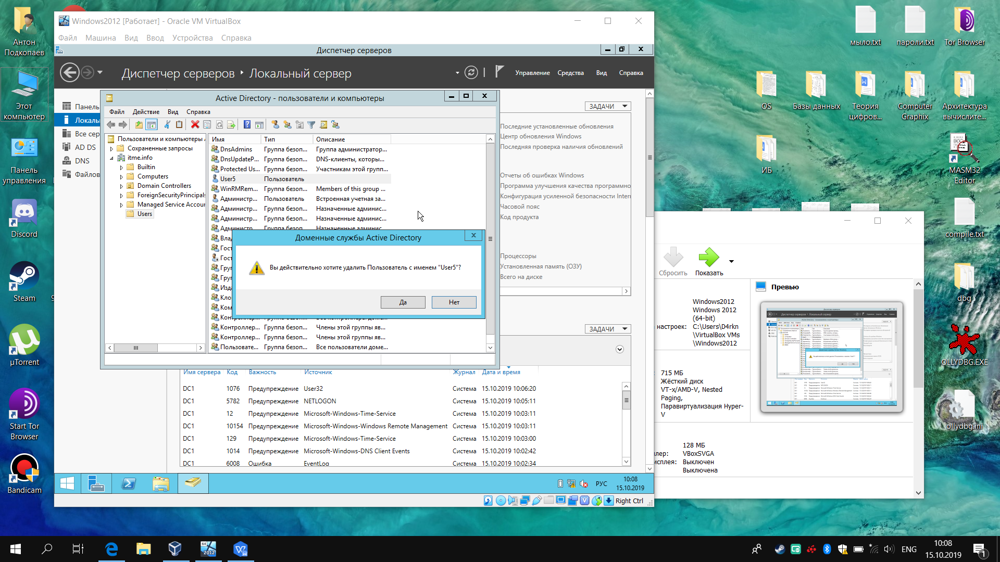 Антон
Подкопаев
Этот
компьютер
Панель
управления
Discord
Steam
µTorrent
Start Tor
Browser
Bandicam
Windows2012 [Работает] - Oracle VM VirtualBox
Файл Машина Вид Ввод Устройства Справка
Диспетчер серверов
Диспетчер серверов
Локальный сервер
Управление Средства Вид Справка
Панель
Локаль
Все сер
AD DS
DNS
Файлов
Active Directory - пользователи и компьютеры
Файл Действие Вид Справка
Пользователи и компьютеры
Сохраненные запросы
itme.info
Builtin
Computers
Domain Controllers
ForeignSecurityPrincipals
Managed Service Accour
Users
Имя Тип Описание
DnsAdmins Группа безоп... Группа администратор...
DnsUpdateP... Группа безоп... DNS-клиенты, которы...
Protected Us... Группа безоп... Участникам этой групп...
User5 Пользователь
WinRMRem... Группа безоп... Members of this group ...
Администр... Пользователь Встроенная учетная за...
Администр... Группа безоп... Назначенные админис...
Администр... Группа безоп... Назначенные админис...
Администр... Группа безоп... Назначенные админис...
Вла
Гост
Гост
Груг
Груг
Изда
Кло
Ком
Контроллер... Группа безоп... Члены этой группы яв...
Контроллер... Группа безоп... Члены этой группы яв...
Пользовате... Группа безоп... Все пользователи доме...
Доменные службы Active Directory
Вы действительно хотите удалить Пользователь с именем "User5"?
Да Нет
ЗАДАЧИ
Последние установленные обновления
Центр обновления Windows
Последняя проверка наличия обновлений
Отчеты об ошибках Windows
Программа улучшения качества программно
Конфигурация усиленной безопасности Inter
Часовой пояс
Код продукта
Процессоры
Установленная память (ОЗУ)
Всего на диске
ЗАДАЧИ
Имя сервера Код Важность Источник Журнал Дата и время
DC1 1076 Предупреждение User32 Система 15.10.2019 10:06:20
DC1 5782 Предупреждение NETLOGON Система 15.10.2019 10:05:11
DC1 12 Предупреждение Microsoft-Windows-Time-Service Система 15.10.2019 10:03:11
DC1 10154 Предупреждение Microsoft-Windows-Windows Remote Management Система 15.10.2019 10:03:11
DC1 129 Предупреждение Microsoft-Windows-Time-Service Система 15.10.2019 10:03:00
DC1 1014 Предупреждение Microsoft-Windows-DNS Client Events Система 15.10.2019 10:02:42
DC1 6008 Ошибка EventLog Система 15.10.2019 10:02:34
РУС
10:08
15.10.2019
Right Ctrl
Сбросить
Показать
Превью
Windows2012
Windows 2012
(64-bit)
настроек: C:\Users\D4rkn
\VirtualBox VMs
\Windows2012
715 МБ
Жёсткий диск
VT-x/AMD-V, Nested
Paging,
Паравиртуализация Hyper-
V
128 МБ
лер: VBoxSVGA
исплея: Выключен
Выключена
мыло.txt
пароли.txt
Tor Browser
OS
Базы данных
Теория
цифров...
Computer
Graphix
Архитектура
вычислите...
ИБ
MASM32
Editor
compile.txt
dbg
OLLYDBG.EXE
ollydbg.ini
ENG
10:08
15.10.2019
1